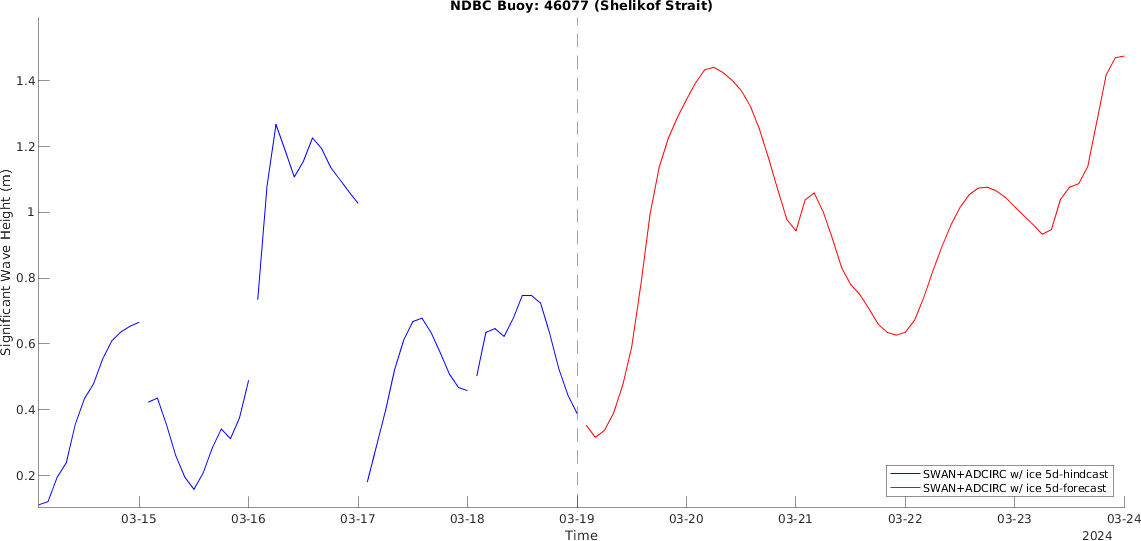 NDBC Buoy: 46077 (Shelikof Strait)
Significant Wave Height (m)
1.4
1.2
1
0.8
0.6
0.4
0.2
SWAN+ADCIRC w/ ice 5d-hindcast
SWAN+ADCIRC w/ ice 5d-forecast
03-15 03-16 03-17 03-18 03-19 03-20 03-21 03-22 03-23 03-24
Time
2024